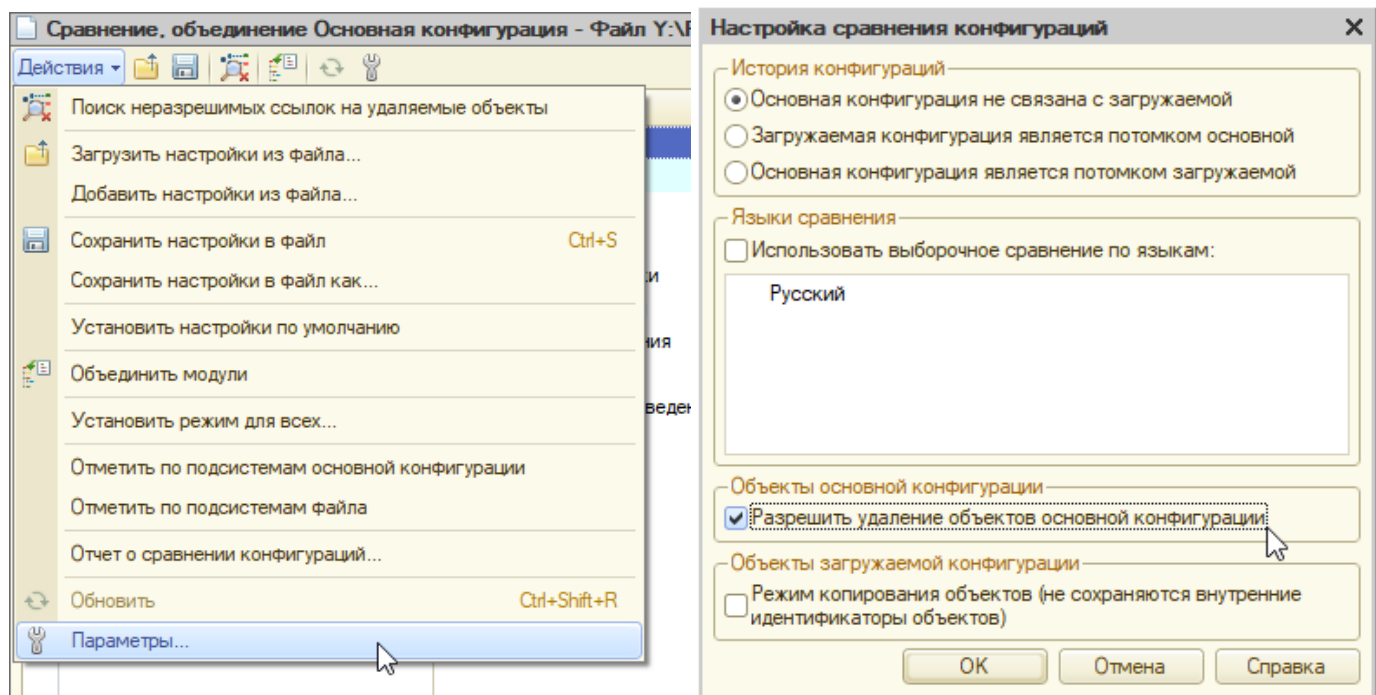 Сравнение, объединение Основная конфигурация - Файл Y:\
Действия
Поиск неразрешимых ссылок на удаляемые объекты
Загрузить настройки из файла...
Добавить настройки из файла...
Сохранить настройки в файл Ctrl+S
Сохранить настройки в файл как...
Установить настройки по умолчанию
Объединить модули
Установить режим для всех...
Отметить по подсистемам основной конфигурации
Отметить по подсистемам файла
Отчет о сравнении конфигураций...
Обновить Ctrl+Shift+R
Параметры...
Настройка сравнения конфигураций
История конфигураций
Основная конфигурация не связана с загружаемой
Загружаемая конфигурация является потомком основной
Основная конфигурация является потомком загружаемой
Языки сравнения
Использовать выборочное сравнение по языкам:
Русский
Объекты основной конфигурации
Разрешить удаление объектов основной конфигурации
Объекты загружаемой конфигурации
Режим копирования объектов (не сохраняются внутренние
идентификаторы объектов)
ОК Отмена Справка